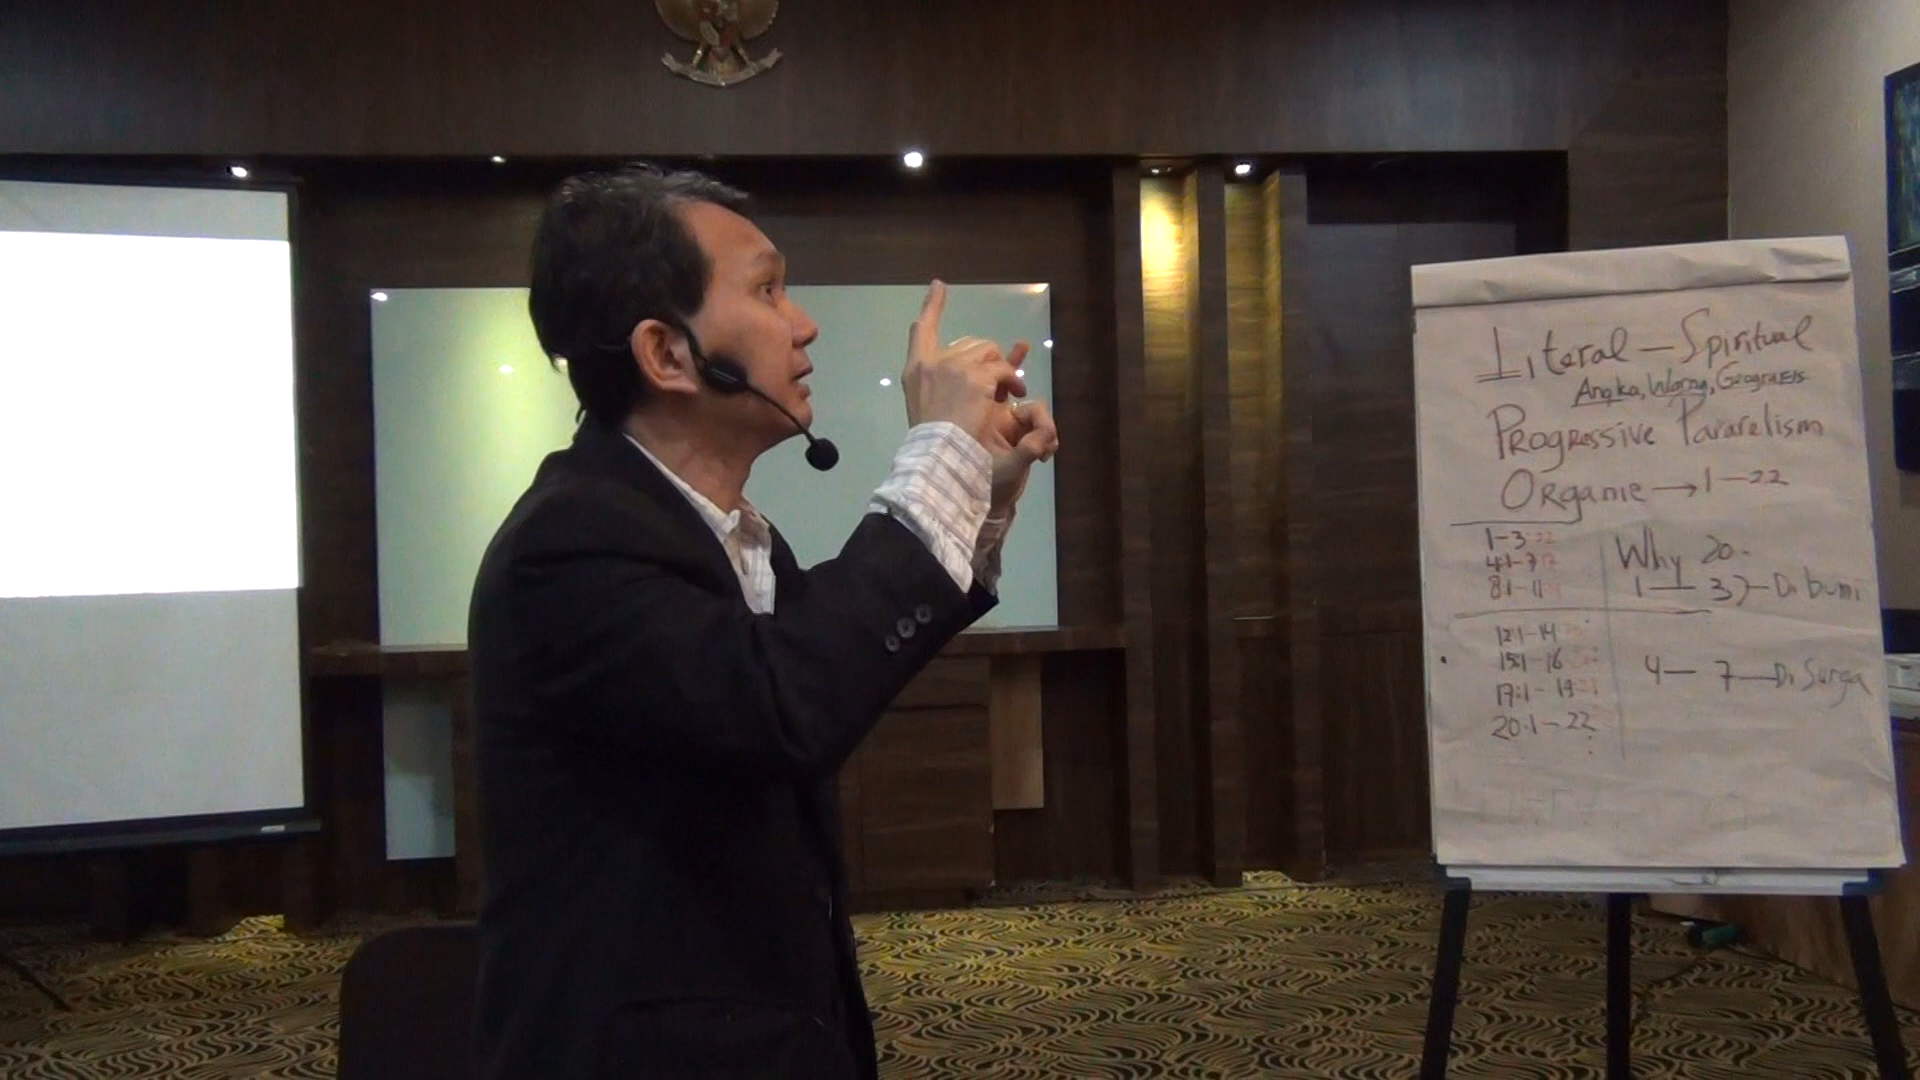 Literal — Spiritual
Angka, Warna, Geografis
Progressive Pararelism
Organic → 1 — 22
1 – 3
4:1 – 7
8:1 – 11
12:1 – 14
15:1 – 16
17:1 – 19
20:1 – 22
Why 20.
1 — 3 } — Di bumi
4 — 7 — Di Surga